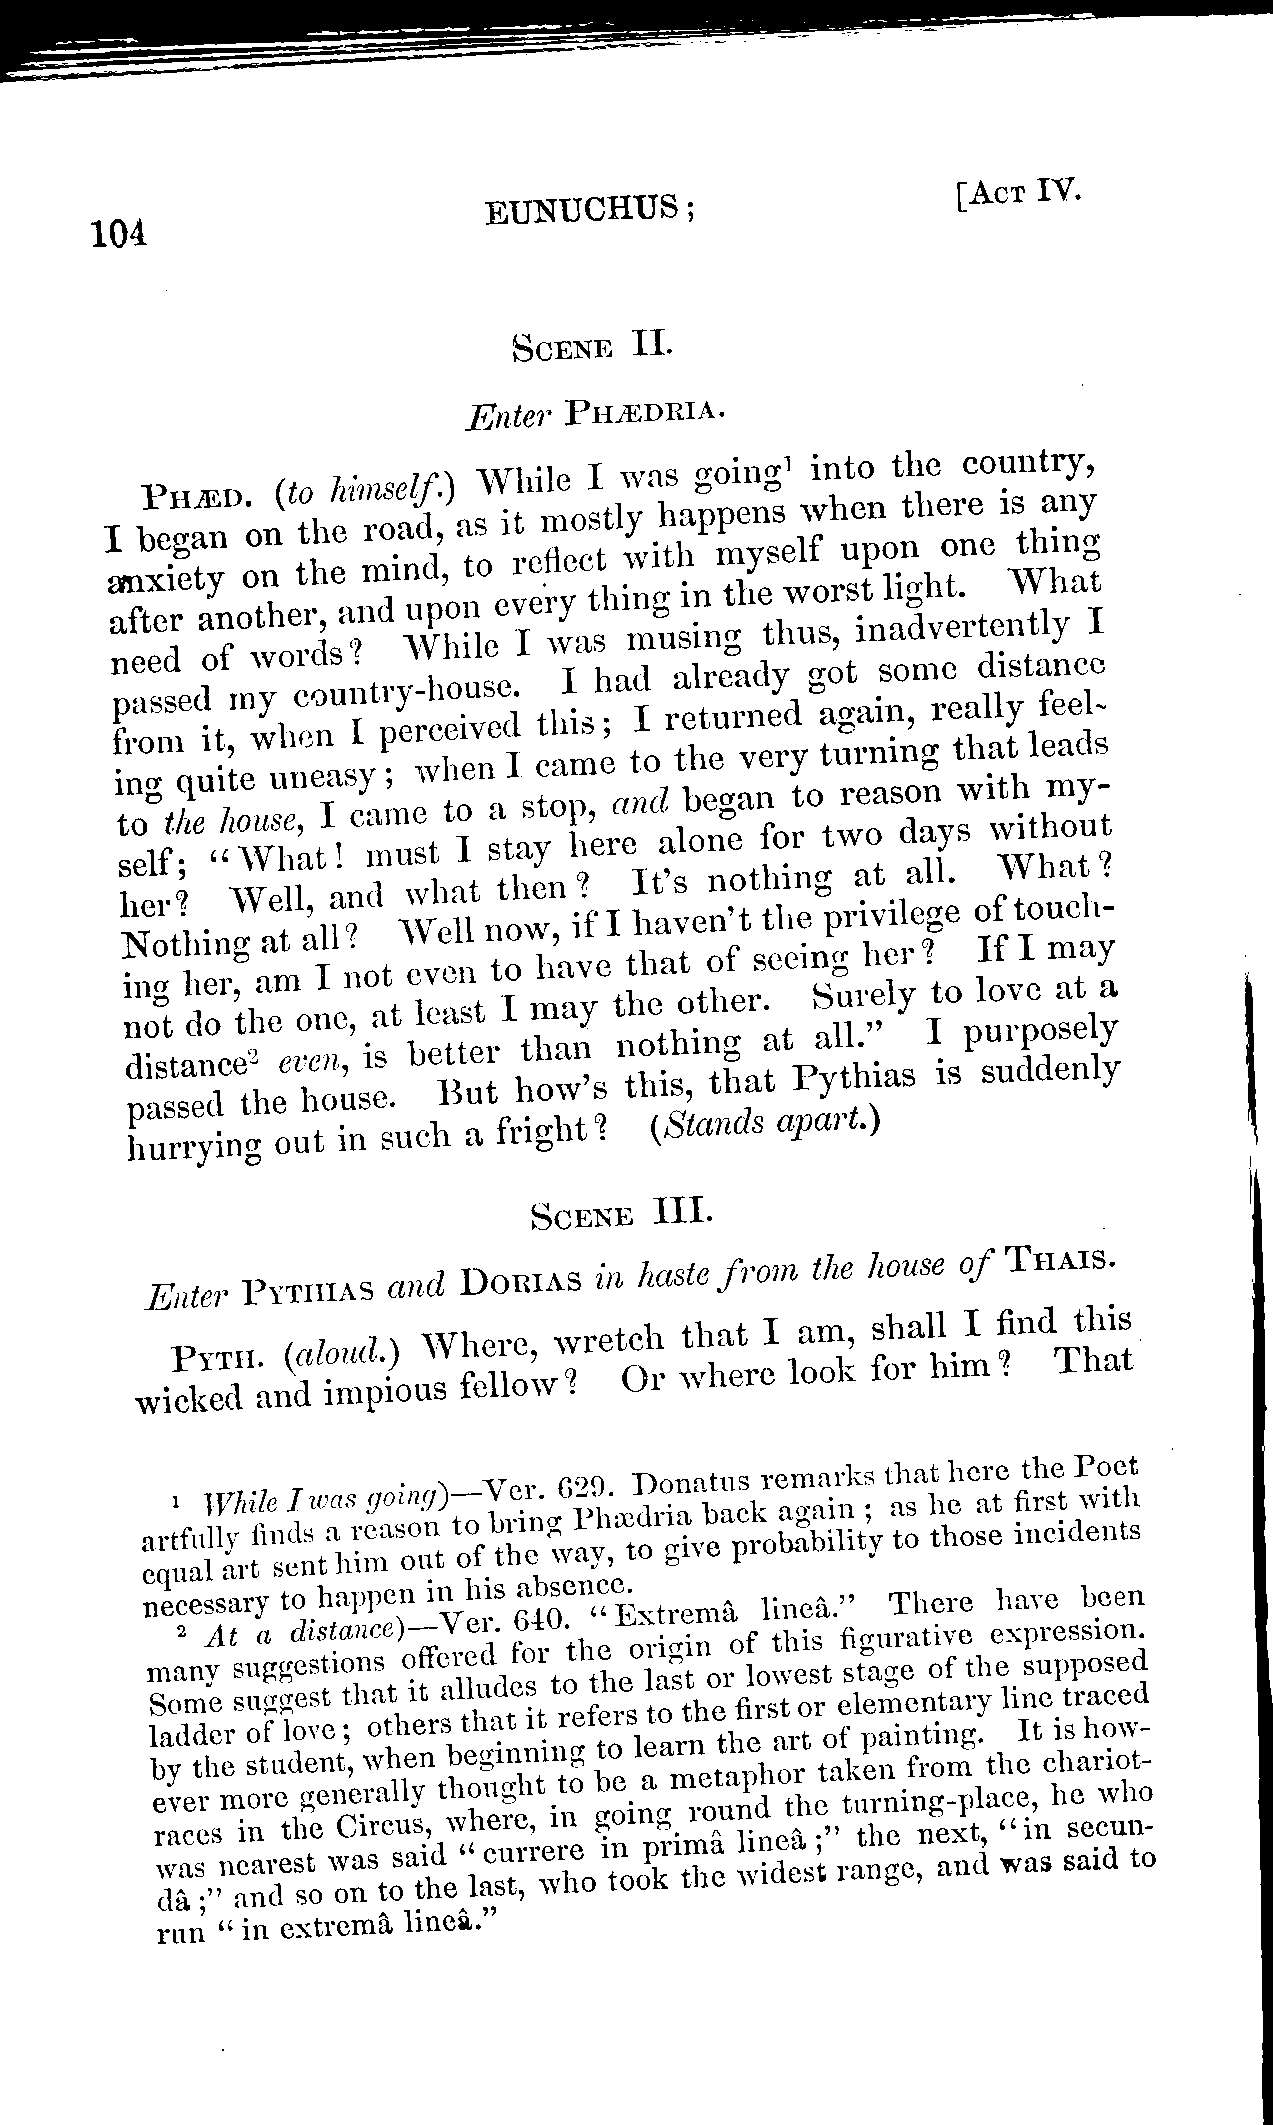 104 EUNUCHUS; [ACT IV.
SCENE II.
Enter PHÆDRIA.
PHÆD. (to himself.) While I was going¹ into the country,
I began on the road, as it mostly happens when there is any
anxiety on the mind, to reflect with myself upon one thing
after another, and upon every thing in the worst light. What
need of words? While I was musing thus, inadvertently I
passed my country-house. I had already got some distance
from it, when I perceived this; I returned again, really feel-
ing quite uneasy; when I came to the very turning that leads
to the house, I came to a stop, and began to reason with my-
self; "What! must I stay here alone for two days without
her? Well, and what then? It's nothing at all. What?
Nothing at all? Well now, if I haven't the privilege of touch-
ing her, am I not even to have that of seeing her? If I may
not do the one, at least I may the other. Surely to love at a
distance² even, is better than nothing at all." I purposely
passed the house. But how's this, that Pythias is suddenly
hurrying out in such a fright? (Stands apart.)
SCENE III.
Enter PYTHIAS and DORIAS in haste from the house of THAIS.
PYTH. (aloud.) Where, wretch that I am, shall I find this
wicked and impious fellow? Or where look for him? That
¹ While I was going)—Ver. 629. Donatus remarks that here the Poet
artfully finds a reason to bring Phædria back again; as he at first with
equal art sent him out of the way, to give probability to those incidents
necessary to happen in his absence.
² At a distance)—Ver. 640. "Extremâ lineâ." There have been
many suggestions offered for the origin of this figurative expression.
Some suggest that it alludes to the last or lowest stage of the supposed
ladder of love; others that it refers to the first or elementary line traced
by the student, when beginning to learn the art of painting. It is how-
ever more generally thought to be a metaphor taken from the chariot-
races in the Circus, where, in going round the turning-place, he who
was nearest was said "currere in primâ lineâ;" the next, "in secun-
dâ;" and so on to the last, who took the widest range, and was said to
run "in extremâ lineâ."